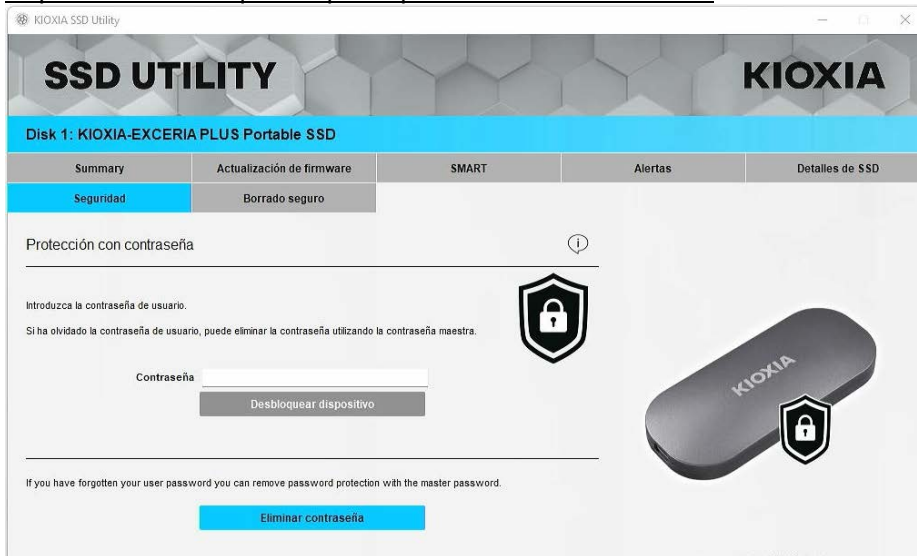 KIOXIA SSD Utility
SSD UTILITY
KIOXIA
Disk 1: KIOXIA-EXCERIA PLUS Portable SSD
Summary
Actualización de firmware
SMART
Alertas
Detalles de SSD
Seguridad
Borrado seguro
Protección con contraseña
Introduzca la contraseña de usuario.
Si ha olvidado la contraseña de usuario, puede eliminar la contraseña utilizando la contraseña maestra.
Contraseña
Desbloquear dispositivo
KIOXIA
If you have forgotten your user password you can remove password protection with the master password.
Eliminar contraseña